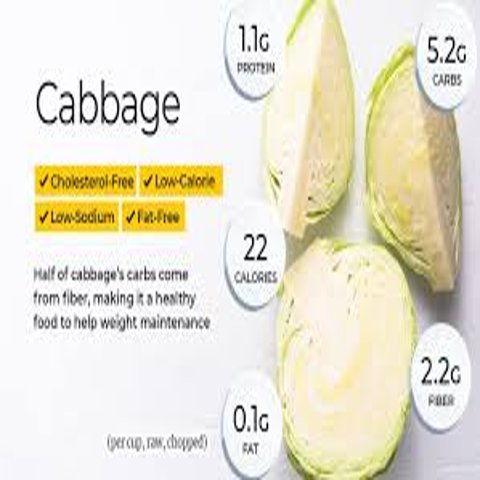 Cabbage
✓ Cholesterol-Free ✓ Low-Calorie
✓ Low-Sodium ✓ Fat-Free
Half of cabbage's carbs come
from fiber, making it a healthy
food to help weight maintenance
(per cup, raw, chopped)
1.1G
PROTEIN
5.2G
CARBS
22
CALORIES
2.2G
FIBER
0.1G
FAT